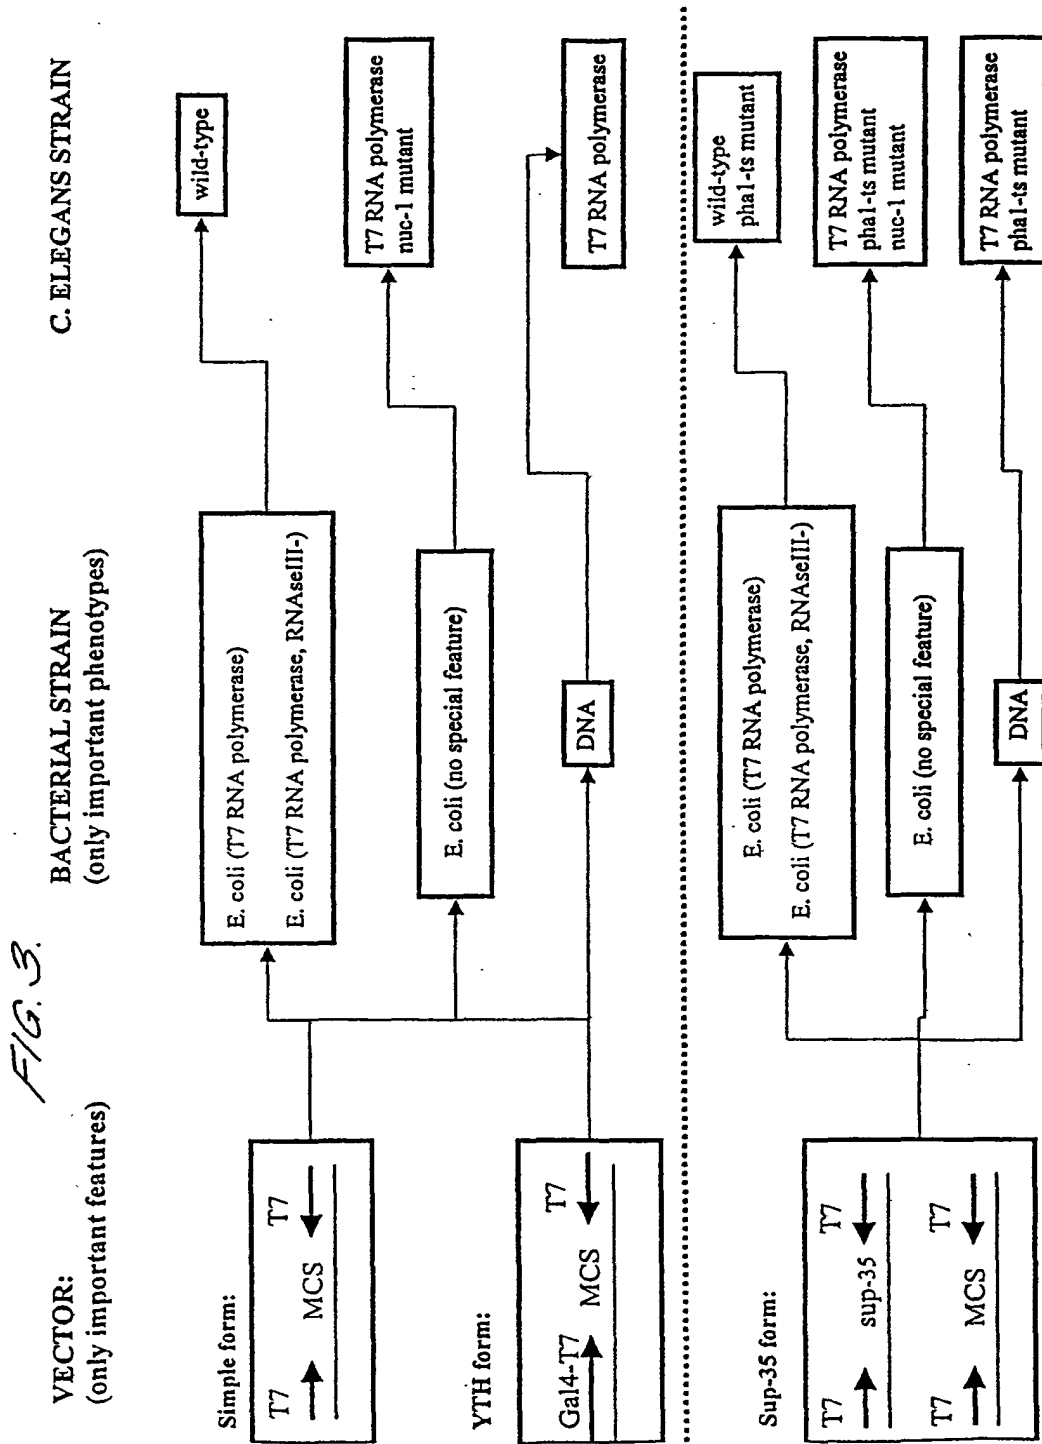 FIG. 3.
VECTOR:
(only important features)
BACTERIAL STRAIN
(only important phenotypes)
C. ELEGANS STRAIN
Simple form:
T7 T7
MCS
E. coli (T7 RNA polymerase)
E. coli (T7 RNA polymerase, RNAseIII-)
wild-type
E. coli (no special feature)
T7 RNA polymerase
nuc-1 mutant
YTH form:
Gal4-T7 T7
MCS
DNA
T7 RNA polymerase
Sup-35 form:
T7 T7
sup-35
T7 T7
MCS
E. coli (T7 RNA polymerase)
E. coli (T7 RNA polymerase, RNAseIII-)
wild-type
pha1-ts mutant
E. coli (no special feature)
T7 RNA polymerase
pha1-ts mutant
nuc-1 mutant
DNA
T7 RNA polymerase
pha1-ts mutant